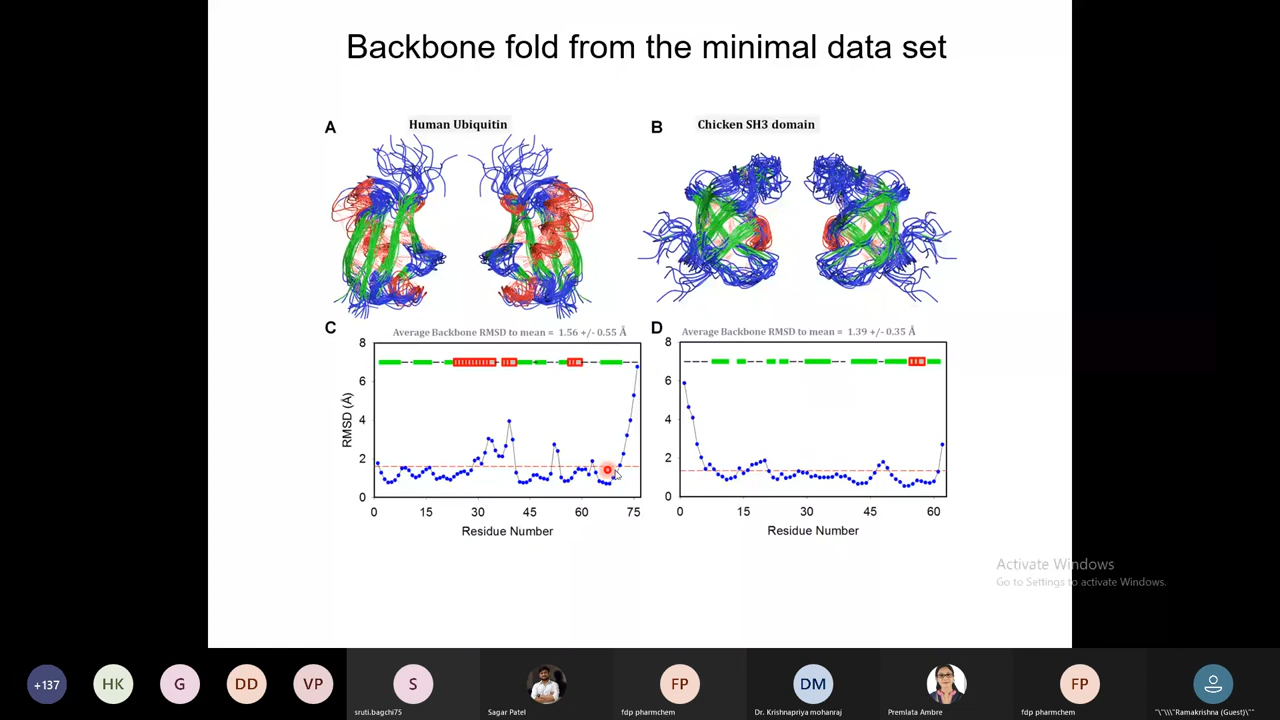 Backbone fold from the minimal data set
A
Human Ubiquitin
B
Chicken SH3 domain
C
Average Backbone RMSD to mean = 1.56 +/- 0.55 Å
8
6
4
2
0
RMSD (Å)
0 15 30 45 60 75
Residue Number
D
Average Backbone RMSD to mean = 1.39 +/- 0.35 Å
8
6
4
2
0
0 15 30 45 60
Residue Number
Activate Windows
Go to Settings to activate Windows.
+137
HK
G
DD
VP
S
sruti.bagchi75
Sagar Patel
FP
fdp pharmchem
DM
Dr. Krishnapriya mohanraj
Premlata Ambre
FP
fdp pharmchem
"\"\\\"Ramakrishna (Guest)\""